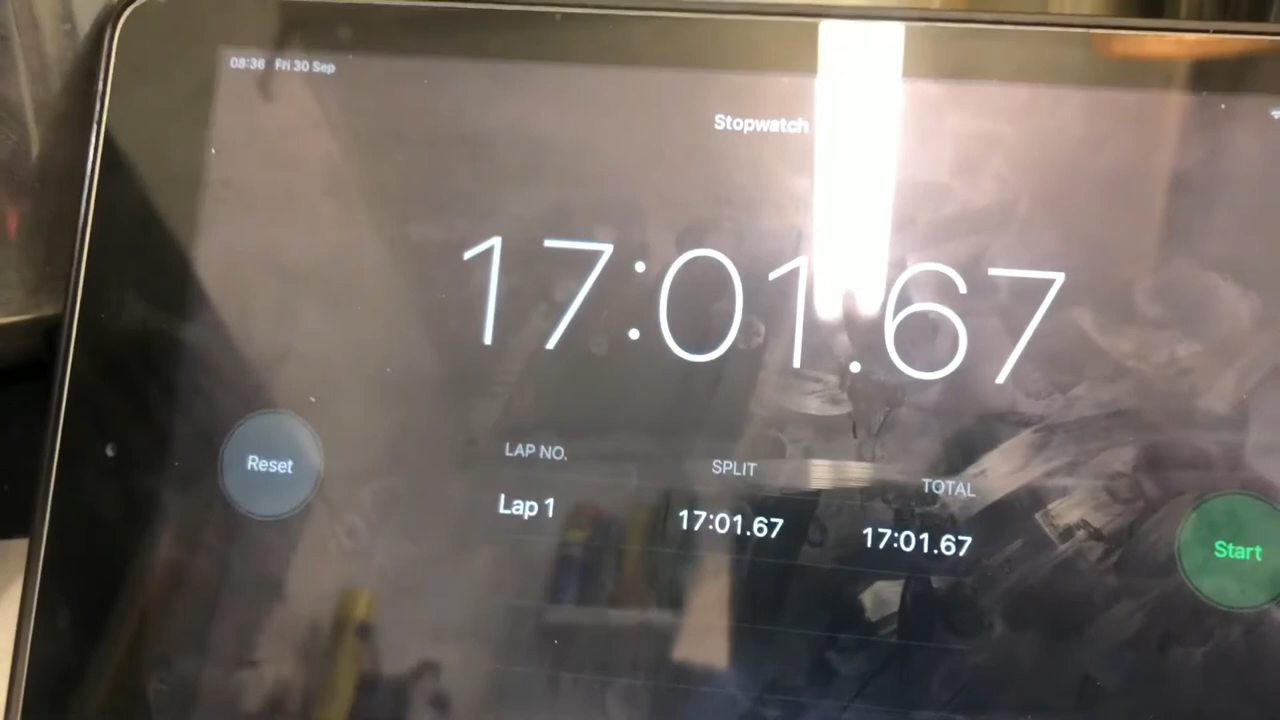 08:36 Fri 30 Sep
Stopwatch
17:01.67
Reset
LAP NO. SPLIT TOTAL
Lap 1 17:01.67 17:01.67
Start